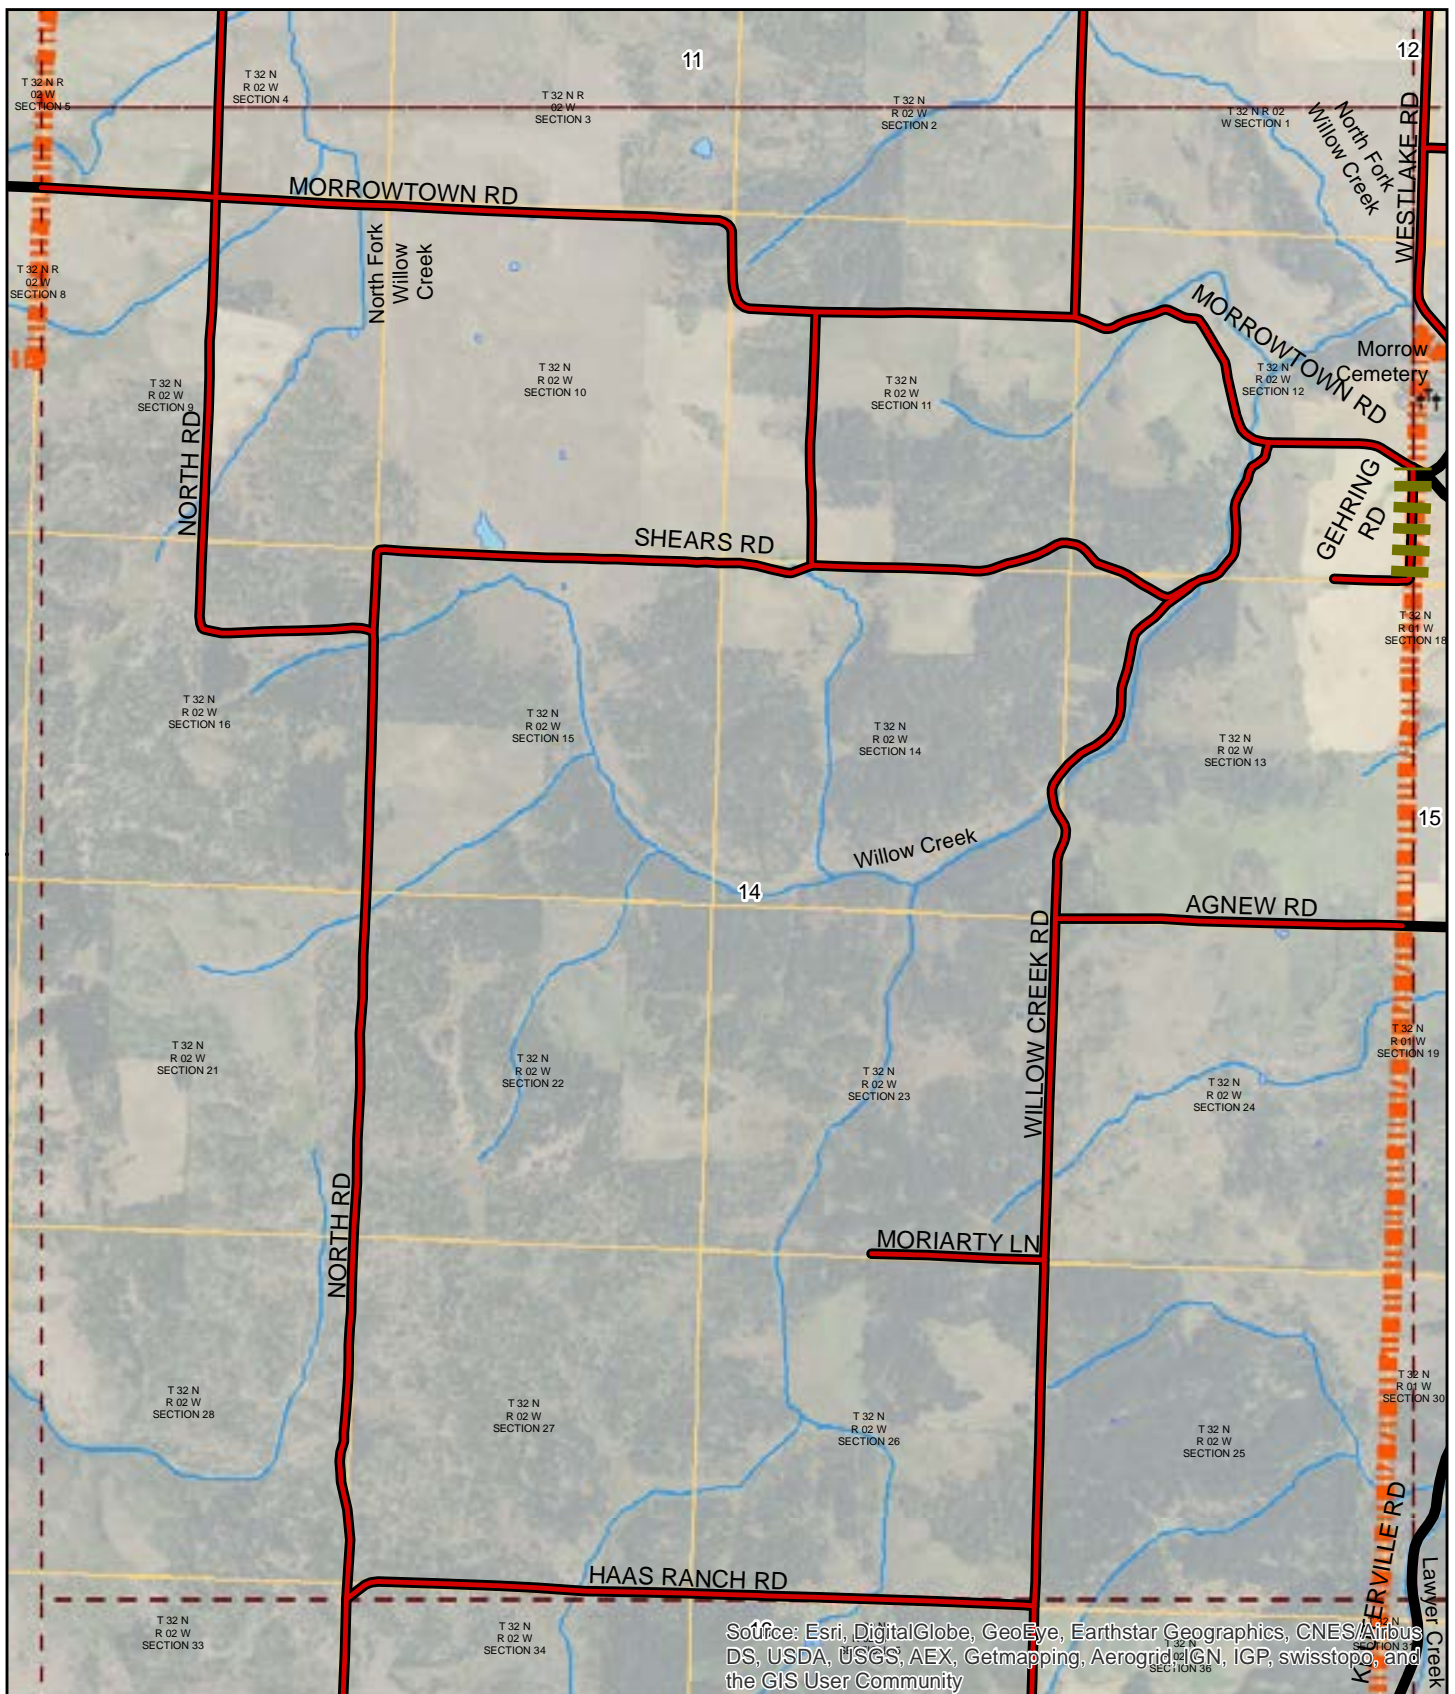 11
12
T 32 N R
02 W
SECTION 5
T 32 N
R 02 W
SECTION 4
T 32 N R
02 W
SECTION 3
T 32 N
R 02 W
SECTION 2
T 32 N R 02
W SECTION 1
North Fork
Willow Creek
WESTLAKE RD
MORROWTOWN RD
North Fork
Willow
Creek
T 32 N R
02 W
SECTION 8
MORROWTOWN RD
Morrow
Cemetery
T 32 N
R 02 W
SECTION 9
T 32 N
R 02 W
SECTION 10
T 32 N
R 02 W
SECTION 11
T 32 N
R 02 W
SECTION 12
NORTH RD
GEHRING
RD
SHEARS RD
T 32 N
R 01 W
SECTION 18
T 32 N
R 02 W
SECTION 16
T 32 N
R 02 W
SECTION 15
T 32 N
R 02 W
SECTION 14
T 32 N
R 02 W
SECTION 13
15
Willow Creek
14
AGNEW RD
WILLOW CREEK RD
T 32 N
R 02 W
SECTION 21
T 32 N
R 02 W
SECTION 22
T 32 N
R 02 W
SECTION 23
T 32 N
R 02 W
SECTION 24
T 32 N
R 01 W
SECTION 19
NORTH RD
MORIARTY LN
T 32 N
R 02 W
SECTION 28
T 32 N
R 02 W
SECTION 27
T 32 N
R 02 W
SECTION 26
T 32 N
R 02 W
SECTION 25
T 32 N
R 01 W
SECTION 30
HAAS RANCH RD
Lawyer Creek
T 32 N
R 02 W
SECTION 33
T 32 N
R 02 W
SECTION 34
T 32 N
SECTION 36
Source: Esri, DigitalGlobe, GeoEye, Earthstar Geographics, CNES/Airbus
DS, USDA, USGS, AEX, Getmapping, Aerogrid, IGN, IGP, swisstopo, and
the GIS User Community